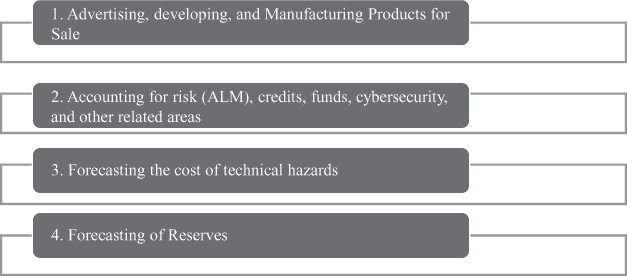 1. Advertising, developing, and Manufacturing Products for
Sale
2. Accounting for risk (ALM), credits, funds, cybersecurity,
and other related areas
3. Forecasting the cost of technical hazards
4. Forecasting of Reserves